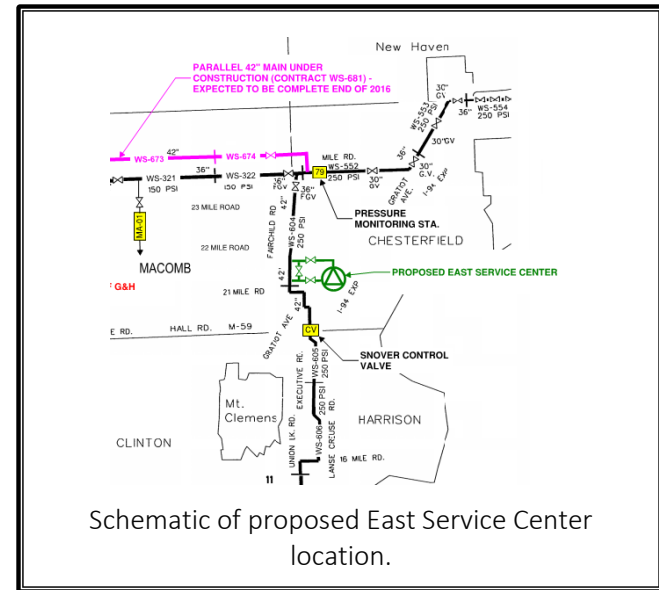 New Haven
PARALLEL 42" MAIN UNDER
CONSTRUCTION (CONTRACT WS-681) -
EXPECTED TO BE COMPLETE END OF 2016
30"
GV
36"
WS-554
250 PSI
WS-553
250 PSI
30"GV
36"
30"
G.V.
42"
WS-673
WS-674
MILE RD.
WS-552
250 PSI
79
30"
GV
GRATIOT AVE.
I-94 EXP
WS-321
150 PSI
36"
WS-322
150 PSI
36"
FGV
36"
FGV
42"
PRESSURE
MONITORING STA.
23 MILE ROAD
MA-01
FAIRCHILD RD
WS-604
250 PSI
CHESTERFIELD
22 MILE ROAD
MACOMB
G&H
42'
PROPOSED EAST SERVICE CENTER
21 MILE RD
42"
I-94 EXP
E RD.
HALL RD.
M-59
GRATIOT AVE
CV
SNOVER CONTROL
VALVE
EXECUTIVE RD.
WS-605
250 PSI
Mt.
Clemens
HARRISON
CLINTON
UNION LK. RD.
WS-606
250 PSI
LANSE CREUSE RD.
16 MILE RD.
11
Schematic of proposed East Service Center
location.